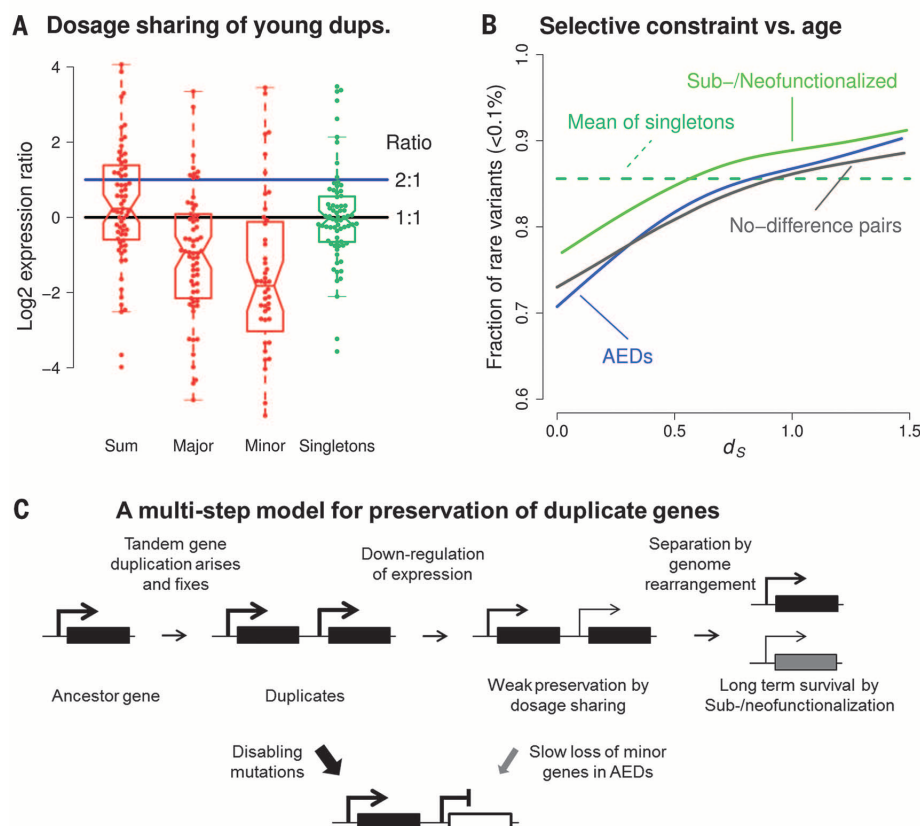 A Dosage sharing of young dups.
Log2 expression ratio
4
2
0
−2
−4
Ratio
2:1
1:1
Sum Major Minor Singletons
B Selective constraint vs. age
Fraction of rare variants (<0.1%)
1.0
0.9
0.8
0.7
0.6
Sub−/Neofunctionalized
Mean of singletons
No−difference pairs
AEDs
0.0 0.5 1.0 1.5
dS
C A multi-step model for preservation of duplicate genes
Tandem gene
duplication arises
and fixes
Down-regulation
of expression
Separation by
genome
rearrangement
Ancestor gene
Duplicates
Weak preservation by
dosage sharing
Long term survival by
Sub-/neofunctionalization
Disabling
mutations
Slow loss of minor
genes in AEDs